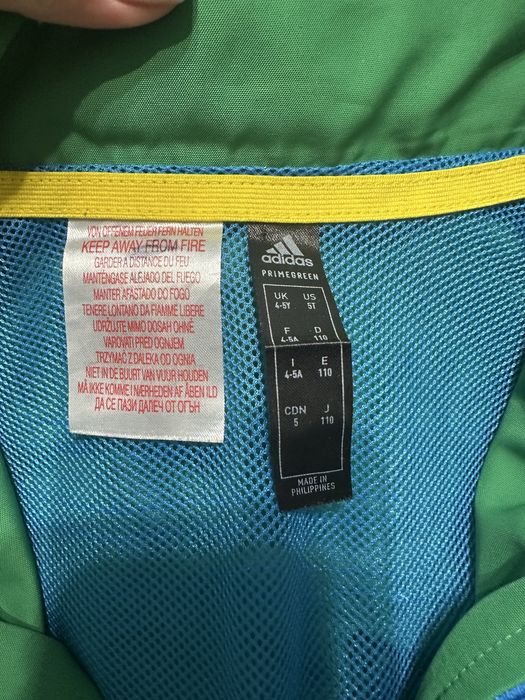 VON OFFENEM FEUER FERN HALTEN
KEEP AWAY FROM FIRE
GARDER A DISTANCE DU FEU
MANTÉNGASE ALEJADO DEL FUEGO
MANTER AFASTADO DO FOGO
TENERE LONTANO DA FIAMME LIBERE
UDRŽUJTE MIMO DOSAH OHNĚ
VAROVATI PRED OGNJEM
TRZYMAĆ Z DALEKA OD OGNIA
NIET IN DE BUURT VAN VUUR HOUDEN
MÅ IKKE KOMME I NÆRHEDEN AF ÅBEN ILD
ДА СЕ ПАЗИ ДАЛЕЧ ОТ ОГЪН
adidas
PRIMEGREEN
UK US
4-5Y 5T
F D
4-5A 110
I E
4-5A 110
CDN J
5 110
MADE IN
PHILIPPINES